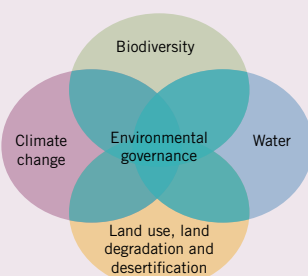 Biodiversity
Climate
change
Environmental
governance
Water
Land use, land
degradation and
desertification